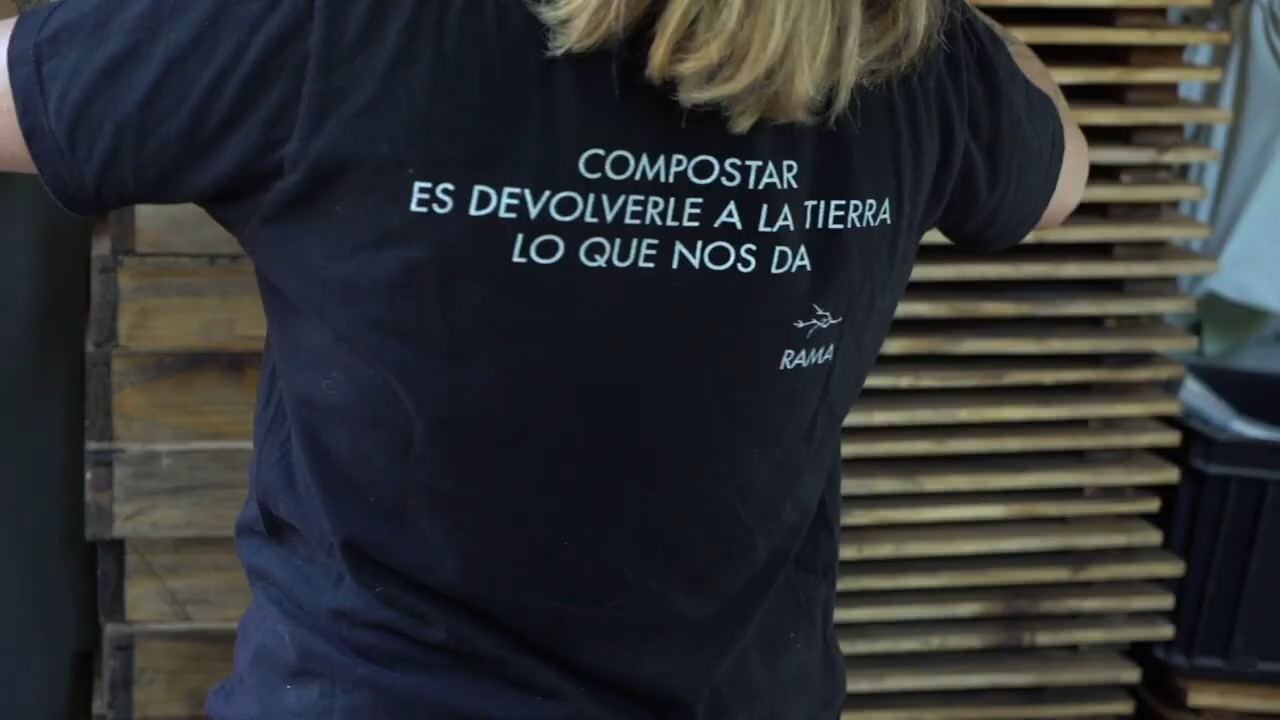 COMPOSTAR
ES DEVOLVERLE A LA TIERRA
LO QUE NOS DA
RAMA